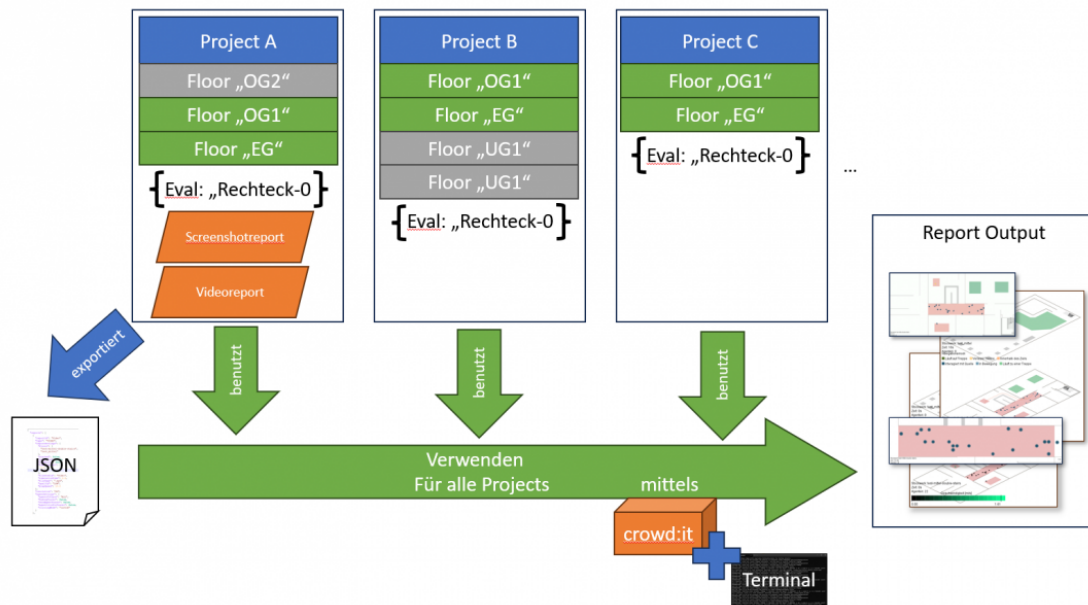 Project A
Floor „OG2“
Floor „OG1“
Floor „EG“
Eval: „Rechteck-0
Screenshotreport
Videoreport
Project B
Floor „OG1“
Floor „EG“
Floor „UG1“
Floor „UG1“
Eval: „Rechteck-0
Project C
Floor „OG1“
Floor „EG“
Eval: „Rechteck-0
...
Report Output
exportiert
benutzt
benutzt
benutzt
JSON
Verwenden
Für alle Projects
mittels
crowd:it
Terminal